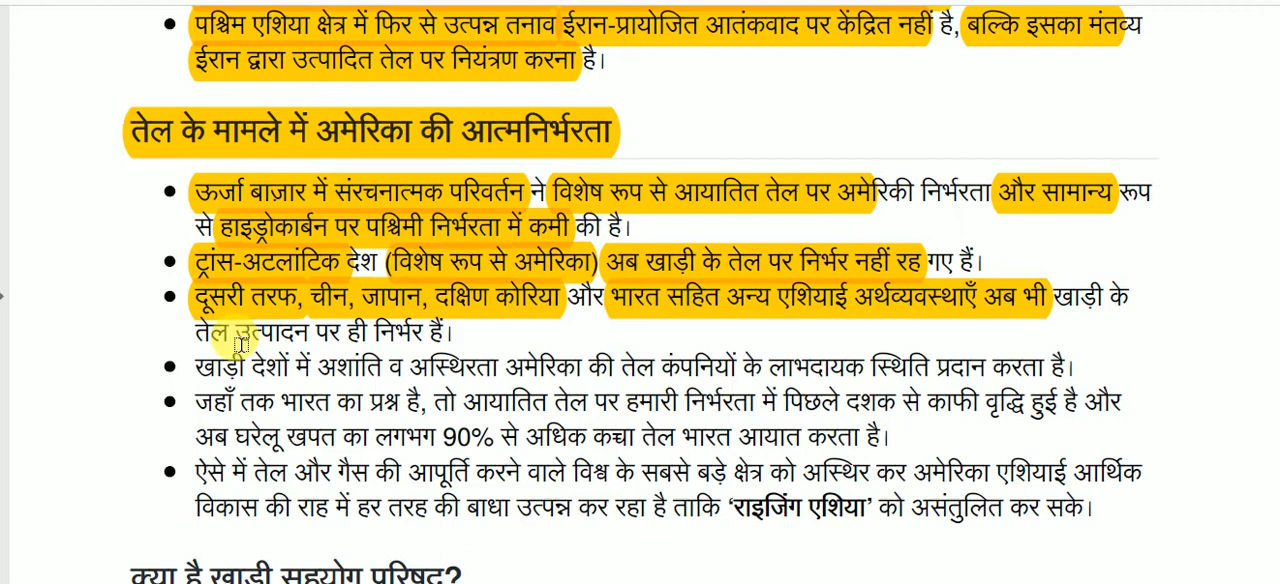 पश्चिम एशिया क्षेत्र में फिर से उत्पन्न तनाव ईरान-प्रायोजित आतंकवाद पर केंद्रित नहीं है, बल्कि इसका मंतव्य
ईरान द्वारा उत्पादित तेल पर नियंत्रण करना है।
तेल के मामले में अमेरिका की आत्मनिर्भरता
ऊर्जा बाज़ार में संरचनात्मक परिवर्तन ने विशेष रूप से आयातित तेल पर अमेरिकी निर्भरता और सामान्य रूप
से हाइड्रोकार्बन पर पश्चिमी निर्भरता में कमी की है।
ट्रांस-अटलांटिक देश (विशेष रूप से अमेरिका) अब खाड़ी के तेल पर निर्भर नहीं रह गए हैं।
दूसरी तरफ, चीन, जापान, दक्षिण कोरिया और भारत सहित अन्य एशियाई अर्थव्यवस्थाएँ अब भी खाड़ी के
तेल उत्पादन पर ही निर्भर हैं।
खाड़ी देशों में अशांति व अस्थिरता अमेरिका की तेल कंपनियों के लाभदायक स्थिति प्रदान करता है।
जहाँ तक भारत का प्रश्न है, तो आयातित तेल पर हमारी निर्भरता में पिछले दशक से काफी वृद्धि हुई है और
अब घरेलू खपत का लगभग 90% से अधिक कच्चा तेल भारत आयात करता है।
ऐसे में तेल और गैस की आपूर्ति करने वाले विश्व के सबसे बड़े क्षेत्र को अस्थिर कर अमेरिका एशियाई आर्थिक
विकास की राह में हर तरह की बाधा उत्पन्न कर रहा है ताकि ‘राइजिंग एशिया’ को असंतुलित कर सके।
क्या है खाड़ी सहयोग परिषद?